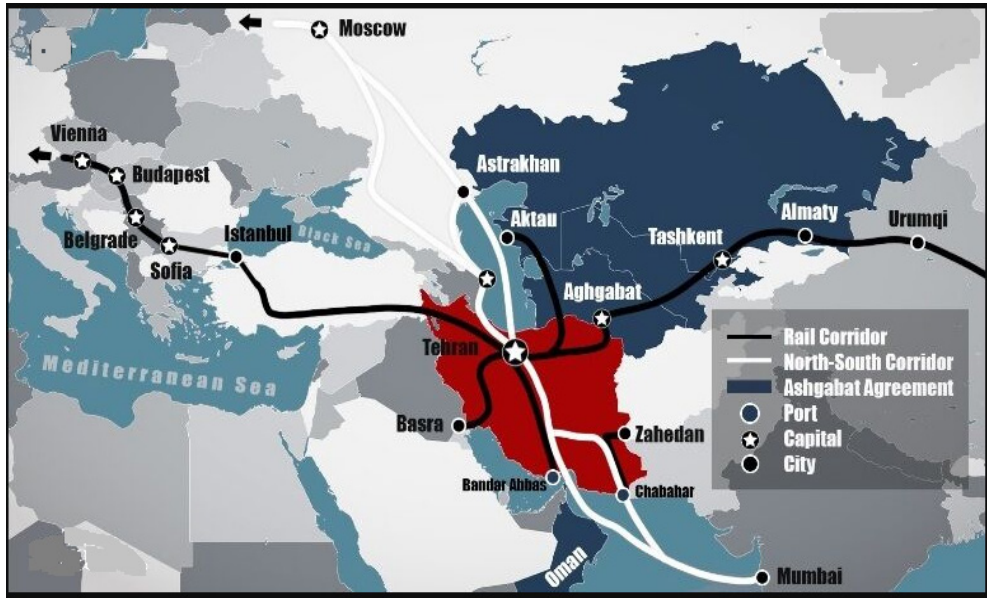 Moscow
Vienna
Budapest
Belgrade
Sofia
Istanbul
Black Sea
Astrakhan
Aktau
Almaty
Urumqi
Tashkent
Aghgabat
Tehran
Mediterranean Sea
Basra
Zahedan
Bandar Abbas
Chabahar
Oman
Mumbai
Rail Corridor
North-South Corridor
Ashgabat Agreement
Port
Capital
City